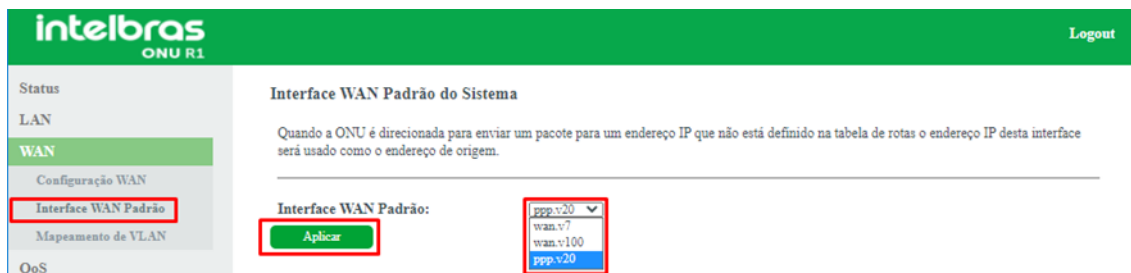 intelbras
ONU R1
Logout
Status
LAN
WAN
Configuração WAN
Interface WAN Padrão
Mapeamento de VLAN
QoS
Interface WAN Padrão do Sistema
Quando a ONU é direcionada para enviar um pacote para um endereço IP que não está definido na tabela de rotas o endereço IP desta interface
será usado como o endereço de origem.
Interface WAN Padrão:
ppp.v20
wan.v7
wan.v100
ppp.v20
Aplicar